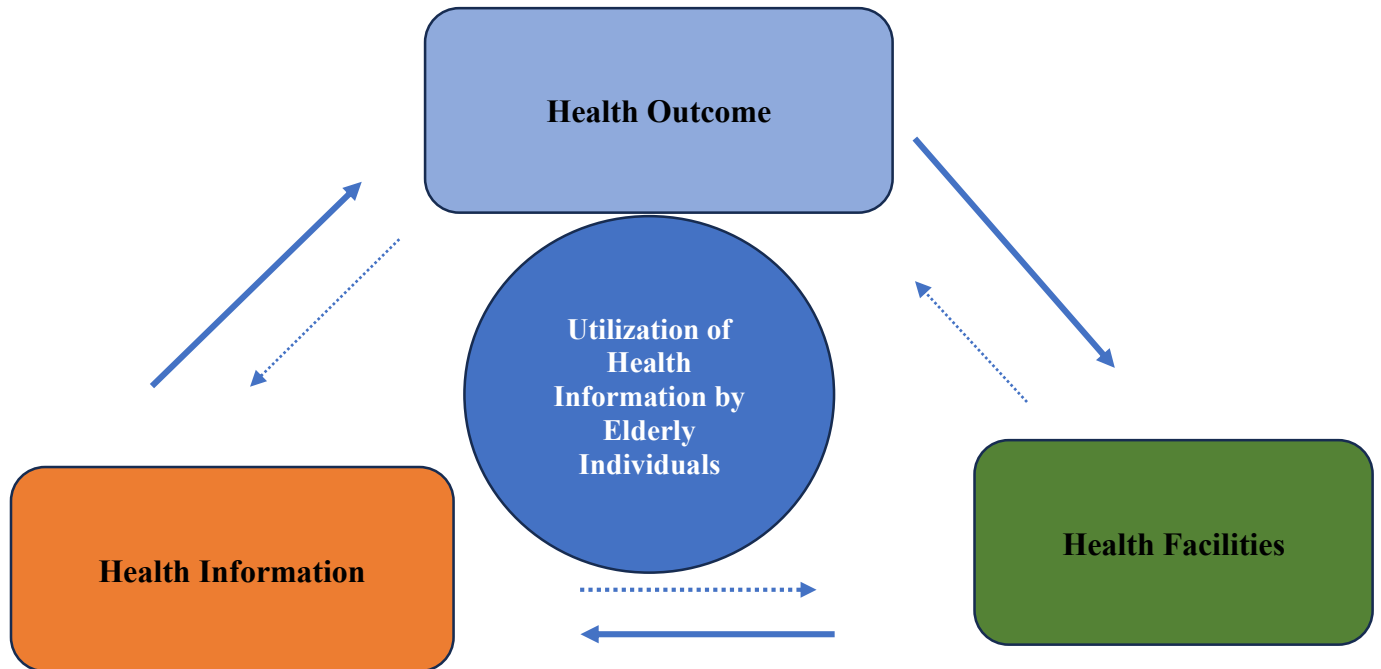 Health Outcome
Utilization of
Health
Information by
Elderly
Individuals
Health Information
Health Facilities